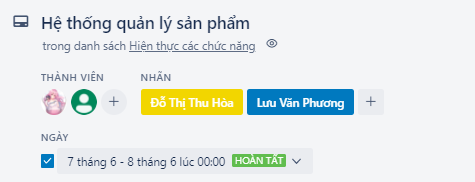 Hệ thống quản lý sản phẩm
trong danh sách Hiện thực các chức năng
THÀNH VIÊN NHÃN
Đỗ Thị Thu Hòa Lưu Văn Phương
NGÀY
7 tháng 6 - 8 tháng 6 lúc 00:00 HOÀN TẤT